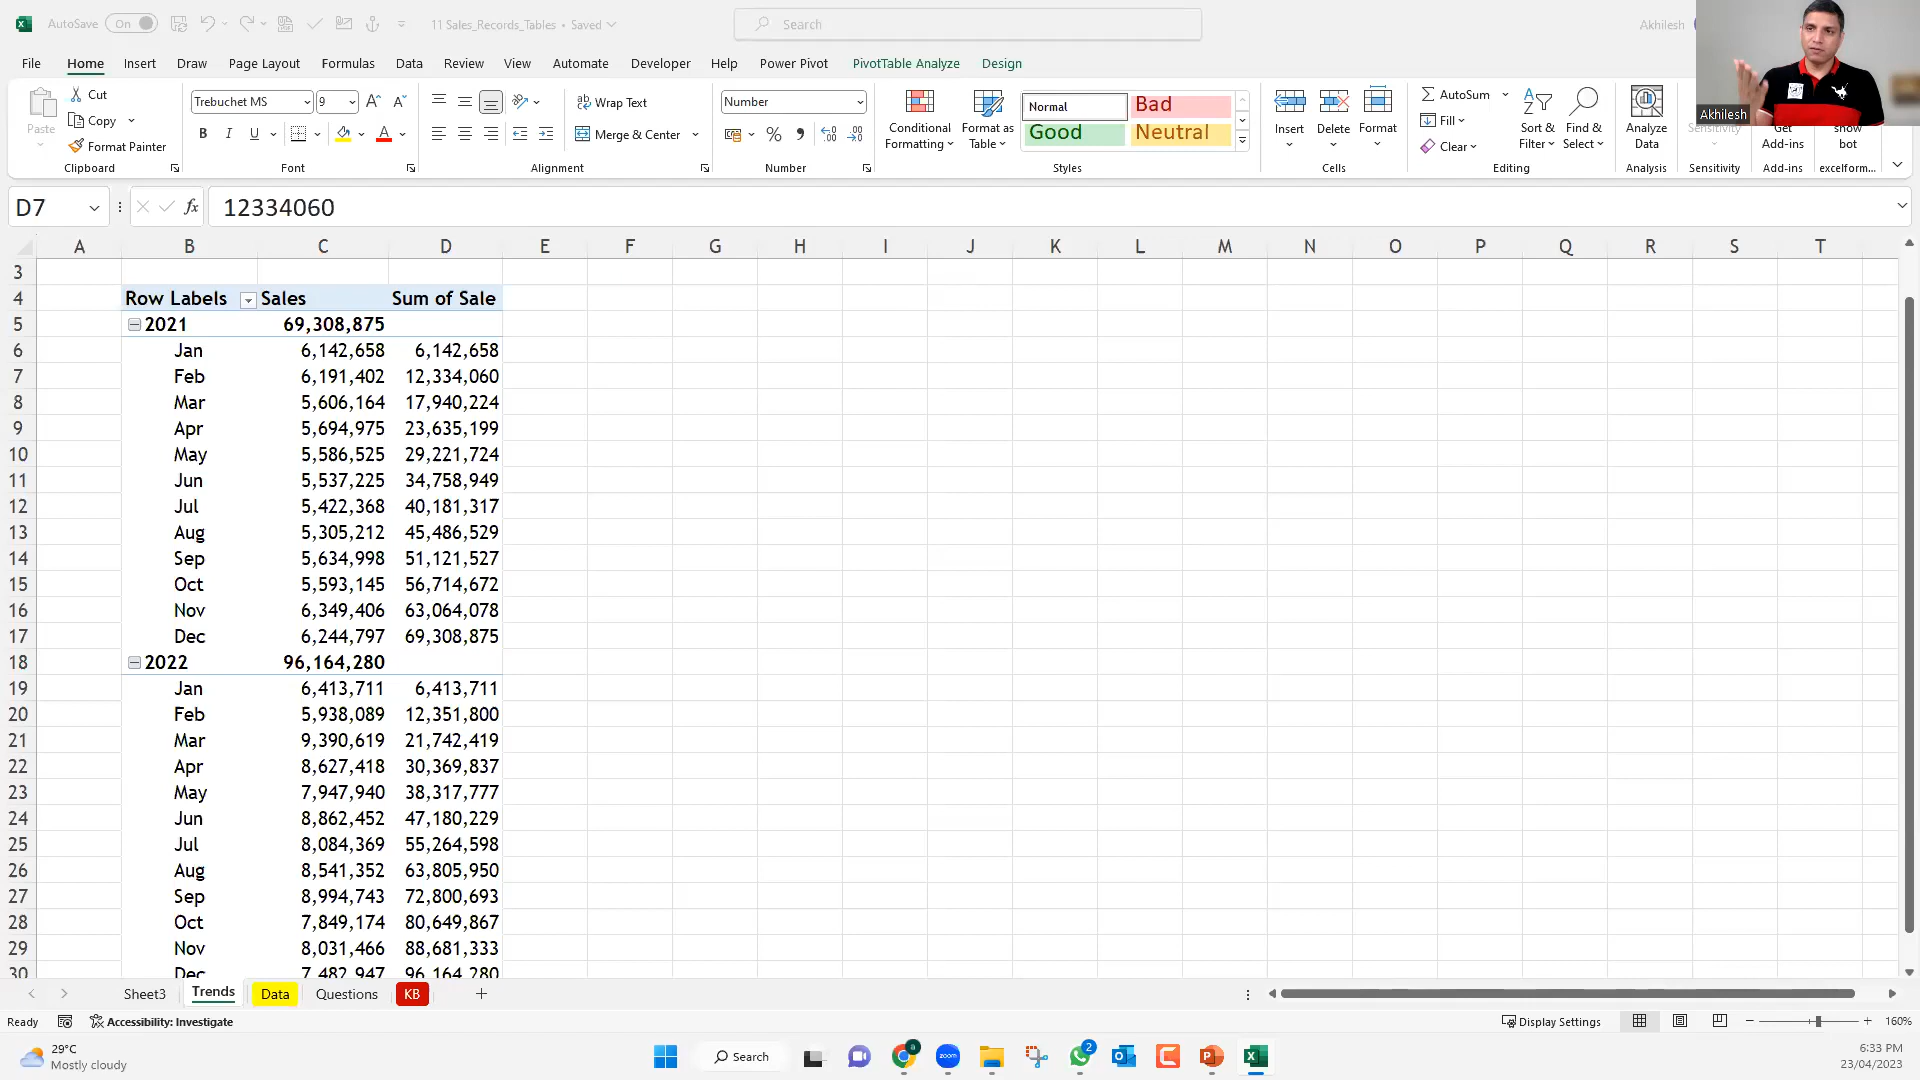 AutoSave On 11 Sales_Records_Tables • Saved Search Akhilesh
File Home Insert Draw Page Layout Formulas Data Review View Automate Developer Help Power Pivot PivotTable Analyze Design
Paste Cut Copy Format Painter Clipboard
Trebuchet MS 9 B I U Font
Wrap Text Merge & Center Alignment
Number Number
Conditional Formatting Format as Table Normal Bad Good Neutral Styles
Insert Delete Format Cells
AutoSum Fill Clear Sort & Filter Find & Select Editing
Analyze Data Analysis
Sensitivity Sensitivity
Get Add-ins Add-ins
show bot excelform...
Akhilesh
D7 fx 12334060
A B C D E F G H I J K L M N O P Q R S T
3
4 Row Labels Sales Sum of Sale
5 2021 69,308,875
6 Jan 6,142,658 6,142,658
7 Feb 6,191,402 12,334,060
8 Mar 5,606,164 17,940,224
9 Apr 5,694,975 23,635,199
10 May 5,586,525 29,221,724
11 Jun 5,537,225 34,758,949
12 Jul 5,422,368 40,181,317
13 Aug 5,305,212 45,486,529
14 Sep 5,634,998 51,121,527
15 Oct 5,593,145 56,714,672
16 Nov 6,349,406 63,064,078
17 Dec 6,244,797 69,308,875
18 2022 96,164,280
19 Jan 6,413,711 6,413,711
20 Feb 5,938,089 12,351,800
21 Mar 9,390,619 21,742,419
22 Apr 8,627,418 30,369,837
23 May 7,947,940 38,317,777
24 Jun 8,862,452 47,180,229
25 Jul 8,084,369 55,264,598
26 Aug 8,541,352 63,805,950
27 Sep 8,994,743 72,800,693
28 Oct 7,849,174 80,649,867
29 Nov 8,031,466 88,681,333
30 Dec 7,482,947 96,164,280
Sheet3 Trends Data Questions KB
Ready Accessibility: Investigate Display Settings 160%
29°C
Mostly cloudy
Search
zoom
2
6:33 PM
23/04/2023